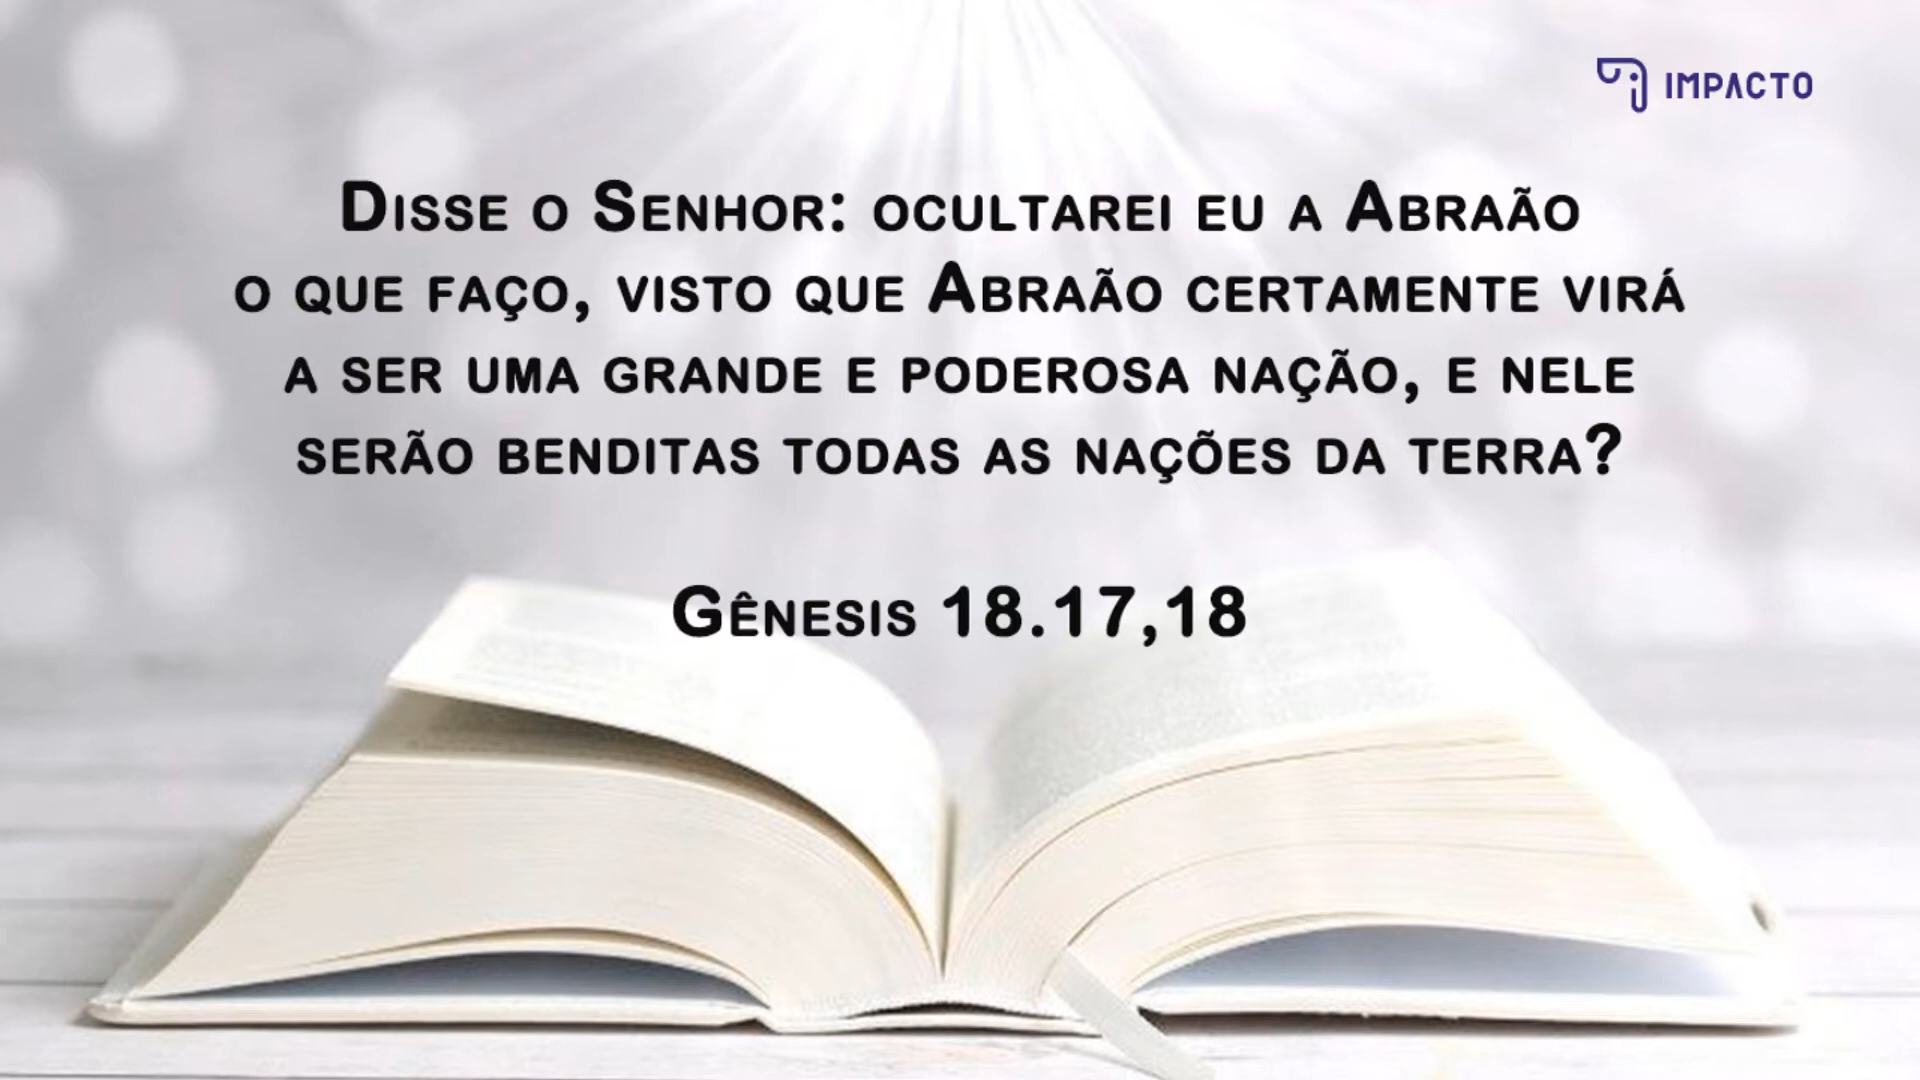 IMPACTO
Disse o Senhor: ocultarei eu a Abraão
o que faço, visto que Abraão certamente virá
a ser uma grande e poderosa nação, e nele
serão benditas todas as nações da terra?
Gênesis 18.17,18